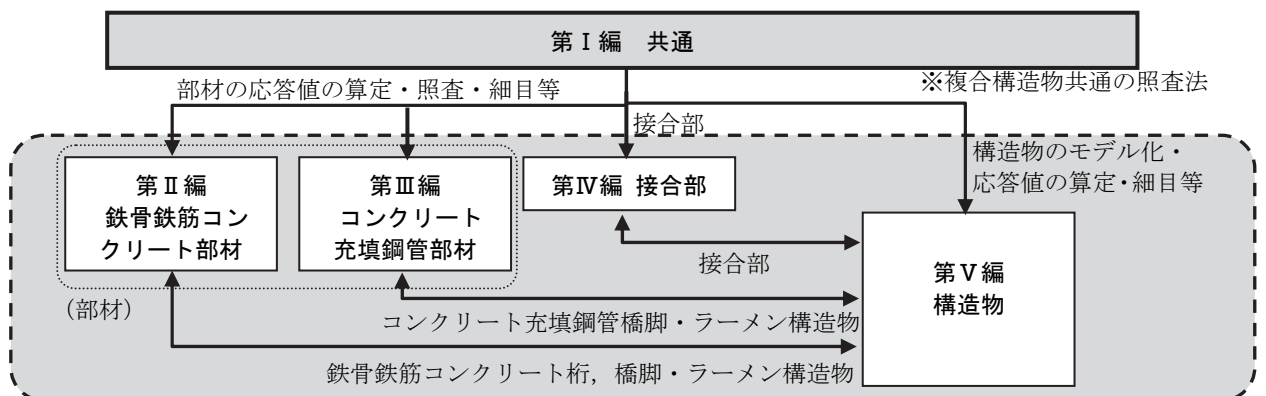 第Ⅰ編　共通
部材の応答値の算定・照査・細目等
※複合構造物共通の照査法
接合部
構造物のモデル化・
応答値の算定・細目等
第Ⅱ編
鉄骨鉄筋コン
クリート部材
第Ⅲ編
コンクリート
充填鋼管部材
第Ⅳ編 接合部
接合部
第Ⅴ編
構造物
(部材)
コンクリート充填鋼管橋脚・ラーメン構造物
鉄骨鉄筋コンクリート桁，橋脚・ラーメン構造物